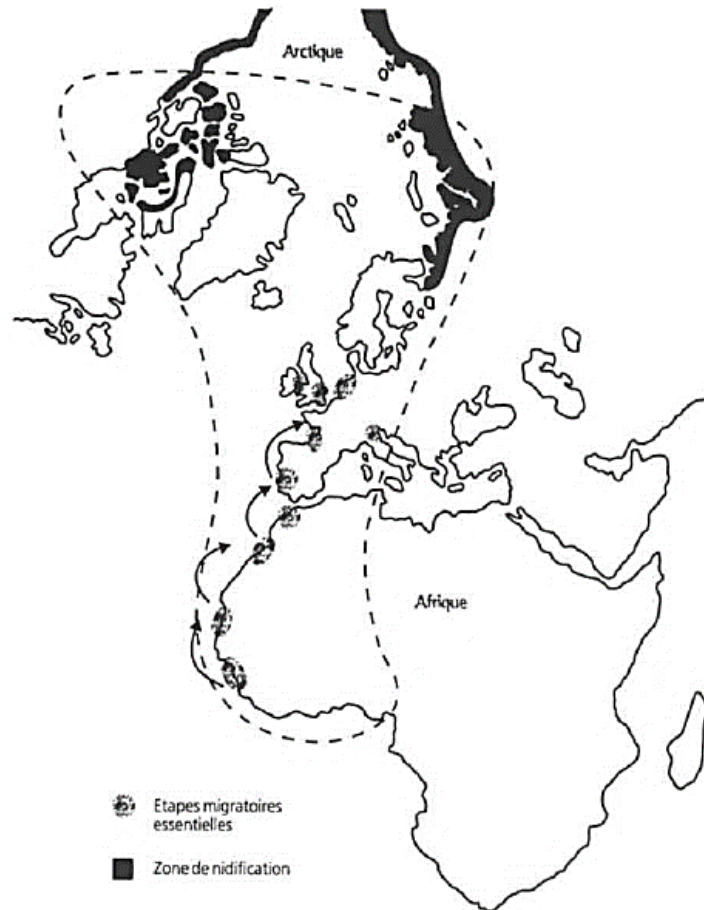 Arctique
Afrique
Etapes migratoires
essentielles
Zone de nidification